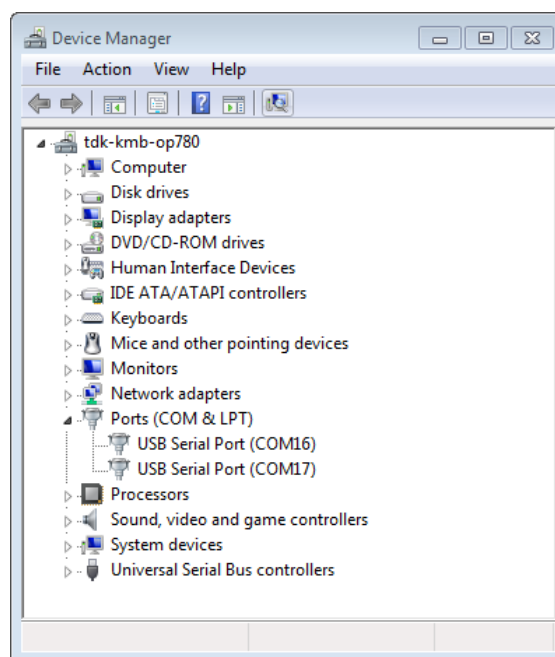 Device Manager
File Action View Help
tdk-kmb-op780
Computer
Disk drives
Display adapters
DVD/CD-ROM drives
Human Interface Devices
IDE ATA/ATAPI controllers
Keyboards
Mice and other pointing devices
Monitors
Network adapters
Ports (COM & LPT)
USB Serial Port (COM16)
USB Serial Port (COM17)
Processors
Sound, video and game controllers
System devices
Universal Serial Bus controllers